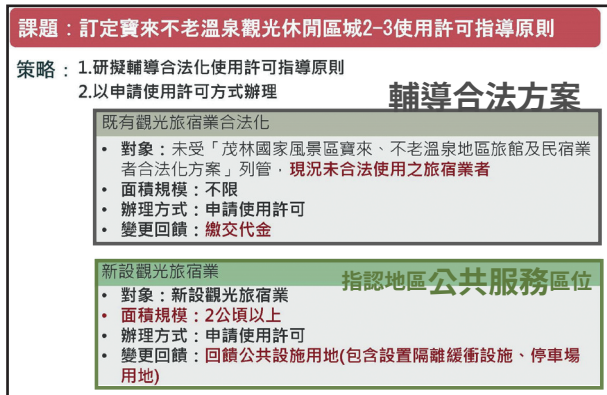 課題：訂定寶來不老溫泉觀光休閒區城2-3使用許可指導原則
策略：1.研擬輔導合法化使用許可指導原則
2.以申請使用許可方式辦理
輔導合法方案
既有觀光旅宿業合法化
• 對象：未受「茂林國家風景區寶來、不老溫泉地區旅館及民宿業
者合法化方案」列管，現況未合法使用之旅宿業者
• 面積規模：不限
• 辦理方式：申請使用許可
• 變更回饋：繳交代金
新設觀光旅宿業
指認地區公共服務區位
• 對象：新設觀光旅宿業
• 面積規模：2公頃以上
• 辦理方式：申請使用許可
• 變更回饋：回饋公共設施用地(包含設置隔離緩衝設施、停車場
用地)